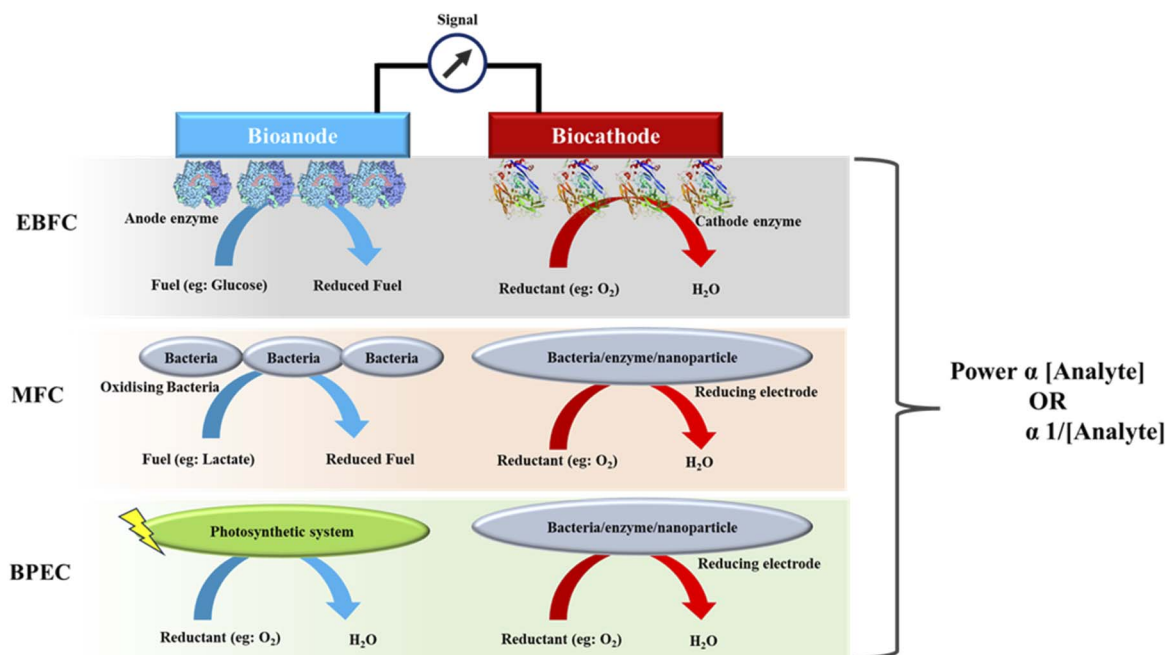 Signal
Bioanode
Biocathode
EBFC
Anode enzyme
Cathode enzyme
Fuel (eg: Glucose)
Reduced Fuel
Reductant (eg: O₂)
H₂O
MFC
Bacteria
Bacteria
Bacteria
Oxidising Bacteria
Bacteria/enzyme/nanoparticle
Reducing electrode
Fuel (eg: Lactate)
Reduced Fuel
Reductant (eg: O₂)
H₂O
BPEC
Photosynthetic system
Bacteria/enzyme/nanoparticle
Reducing electrode
Reductant (eg: O₂)
H₂O
Reductant (eg: O₂)
H₂O
Power α [Analyte]
OR
α 1/[Analyte]